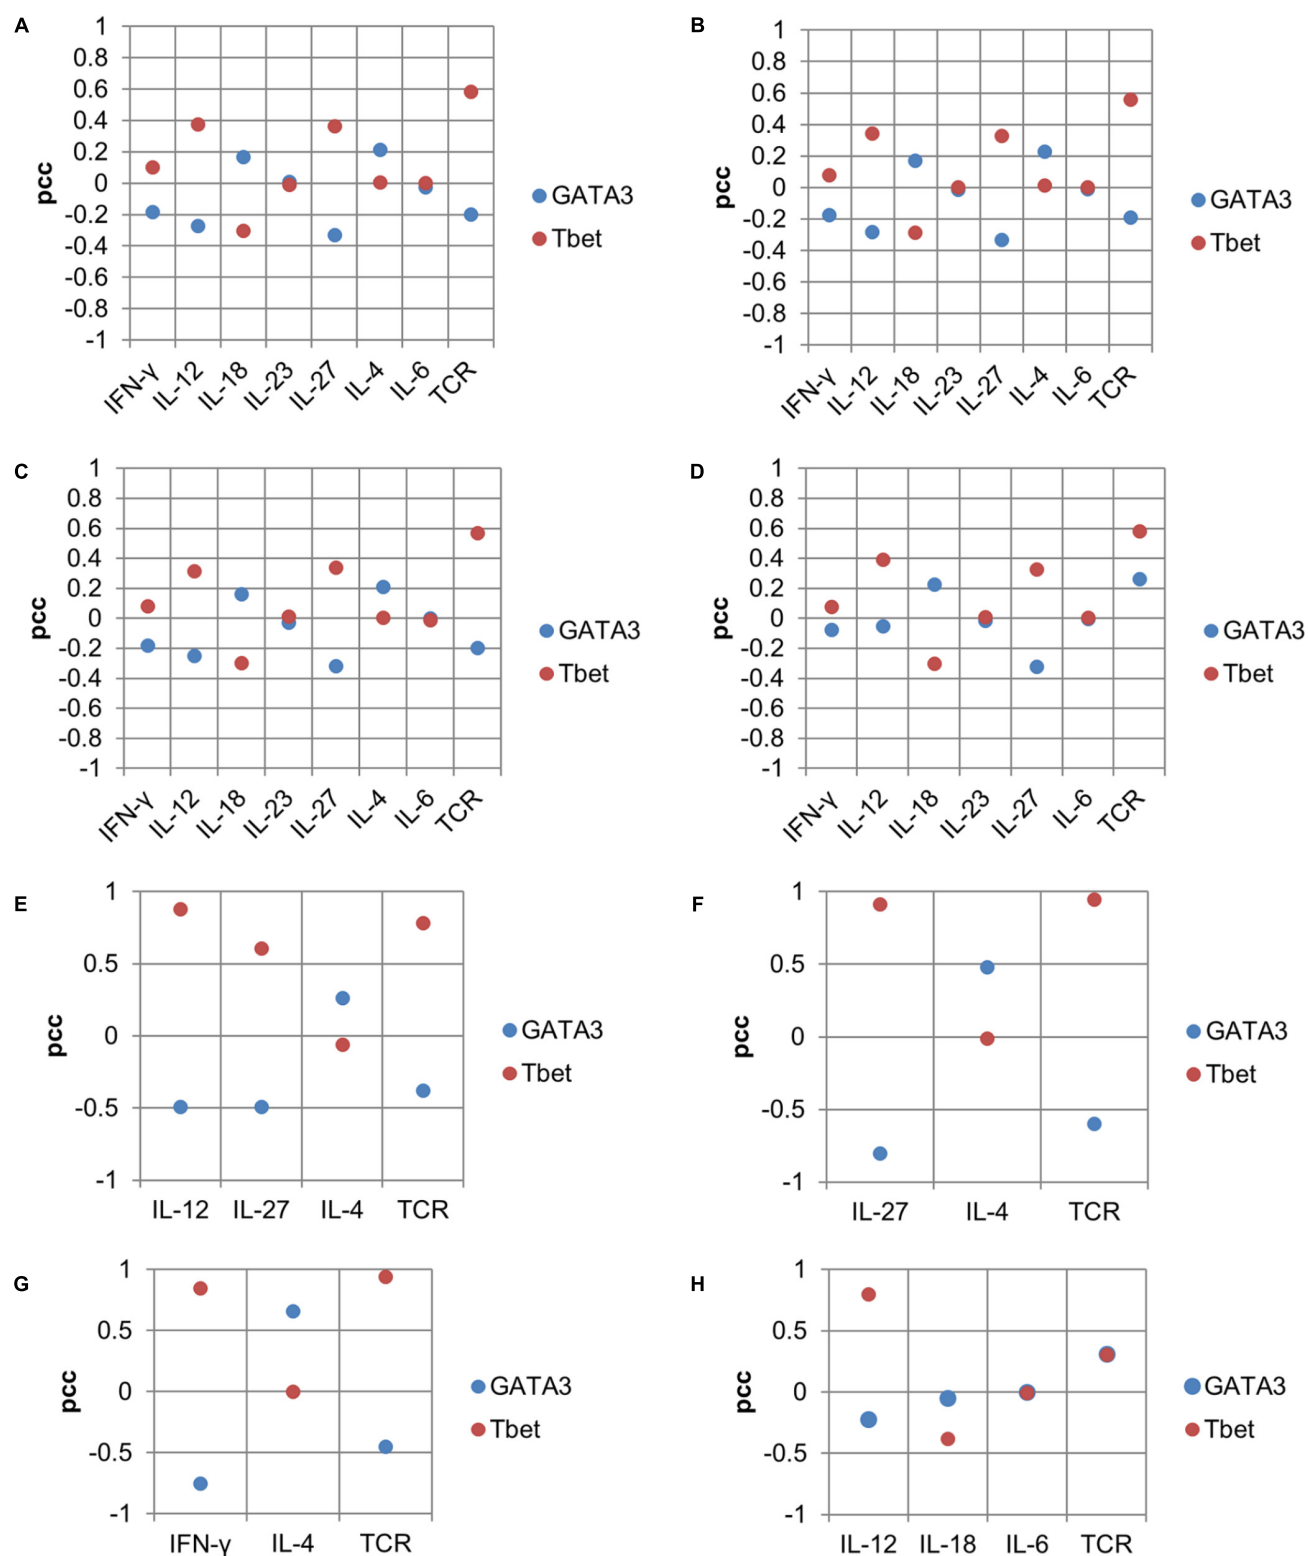 A
1
0.8
0.6
0.4
0.2
0
-0.2
-0.4
-0.6
-0.8
-1
pcc
IFN-γ IL-12 IL-18 IL-23 IL-27 IL-4 IL-6 TCR
GATA3
Tbet
B
1
0.8
0.6
0.4
0.2
0
-0.2
-0.4
-0.6
-0.8
-1
pcc
IFN-γ IL-12 IL-18 IL-23 IL-27 IL-4 IL-6 TCR
GATA3
Tbet
C
1
0.8
0.6
0.4
0.2
0
-0.2
-0.4
-0.6
-0.8
-1
pcc
IFN-γ IL-12 IL-18 IL-23 IL-27 IL-4 IL-6 TCR
GATA3
Tbet
D
1
0.8
0.6
0.4
0.2
0
-0.2
-0.4
-0.6
-0.8
-1
pcc
IFN-γ IL-12 IL-18 IL-23 IL-27 IL-6 TCR
GATA3
Tbet
E
1
0.5
0
-0.5
-1
pcc
IL-12 IL-27 IL-4 TCR
GATA3
Tbet
F
1
0.5
0
-0.5
-1
pcc
IL-27 IL-4 TCR
GATA3
Tbet
G
1
0.5
0
-0.5
-1
pcc
IFN-γ IL-4 TCR
GATA3
Tbet
H
1
0.5
0
-0.5
-1
pcc
IL-12 IL-18 IL-6 TCR
GATA3
Tbet